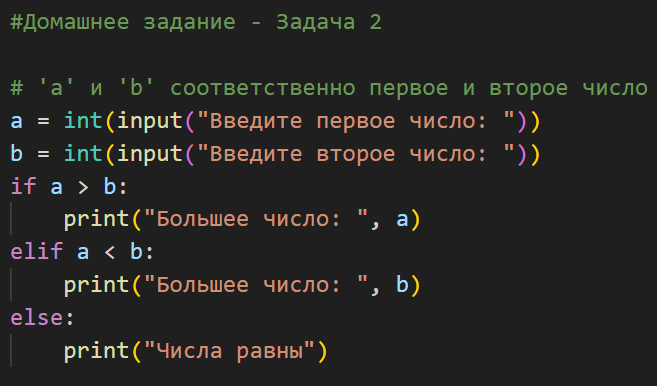 #Домашнее задание - Задача 2
# 'a' и 'b' соответственно первое и второе число
a = int(input("Введите первое число: "))
b = int(input("Введите второе число: "))
if a > b:
    print("Большее число: ", a)
elif a < b:
    print("Большее число: ", b)
else:
    print("Числа равны")